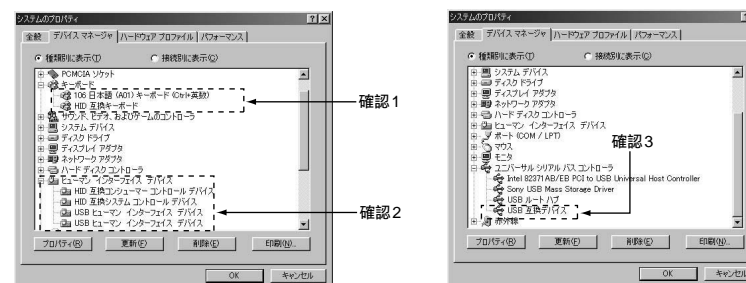 システムのプロパティ
全般 デバイス マネージャ ハードウェア プロファイル パフォーマンス
種類別に表示(T) 接続別に表示(C)
PCMCIA ソケット
キーボード
106 日本語 (A01) キーボード (Ctrl+英数)
HID 互換キーボード
サウンド、ビデオ、およびゲームのコントローラ
システム デバイス
ディスク ドライブ
ディスプレイ アダプタ
ネットワーク アダプタ
ハード ディスク コントローラ
ヒューマン インターフェイス デバイス
HID 互換コンシューマー コントロール デバイス
HID 互換システム コントロール デバイス
USB ヒューマン インターフェイス デバイス
USB ヒューマン インターフェイス デバイス
プロパティ(R) 更新(F) 削除(E) 印刷(N)...
OK キャンセル
確認1
確認2
システムのプロパティ
全般 デバイス マネージャ ハードウェア プロファイル パフォーマンス
種類別に表示(T) 接続別に表示(C)
システム デバイス
ディスク ドライブ
ディスプレイ アダプタ
ネットワーク アダプタ
ハード ディスク コントローラ
ヒューマン インターフェイス デバイス
ポート (COM / LPT)
マウス
モニタ
ユニバーサル シリアル バス コントローラ
Intel 82371AB/EB PCI to USB Universal Host Controller
Sony USB Mass Storage Driver
USB ルート ハブ
USB 互換デバイス
赤外線
確認3
プロパティ(R) 更新(F) 削除(E) 印刷(N)...
OK キャンセル